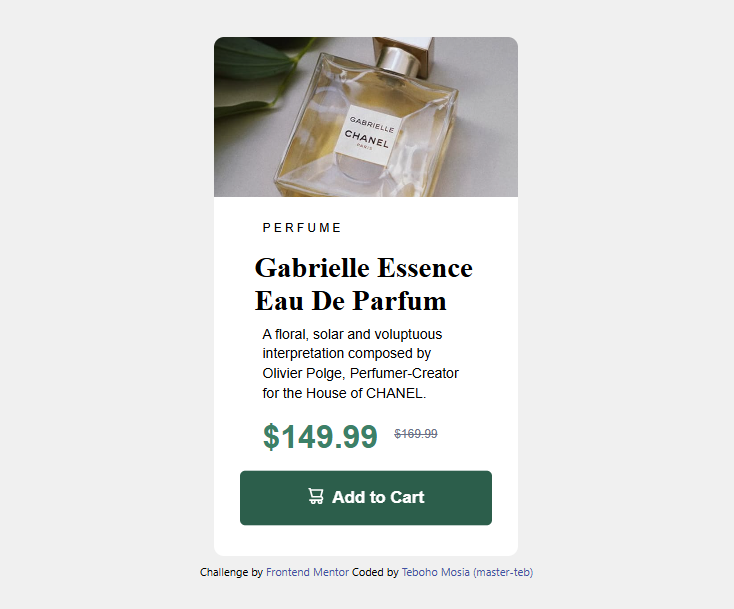 GABRIELLE
CHANEL
PARIS
PERFUME
Gabrielle Essence
Eau De Parfum
A floral, solar and voluptuous
interpretation composed by
Olivier Polge, Perfumer-Creator
for the House of CHANEL.
$149.99 $169.99
Add to Cart
Challenge by Frontend Mentor Coded by Teboho Mosia (master-teb)